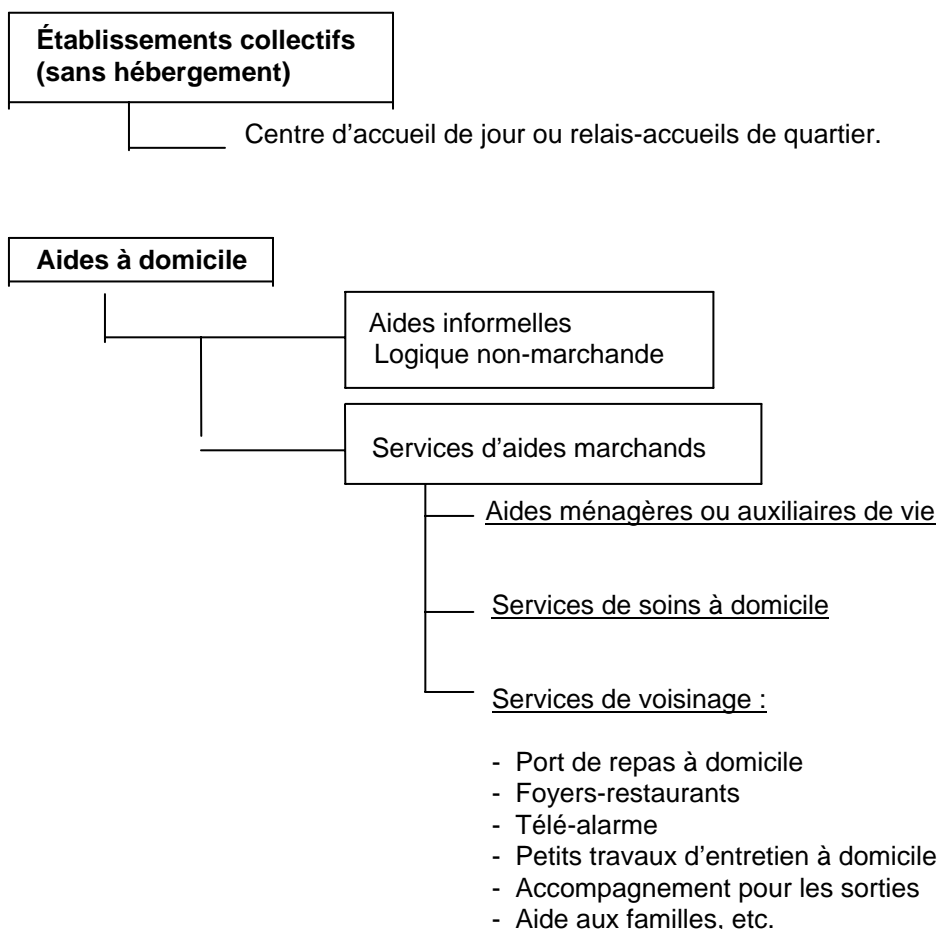 Établissements collectifs
(sans hébergement)
Centre d'accueil de jour ou relais-accueils de quartier.
Aides à domicile
Aides informelles
Logique non-marchande
Services d'aides marchands
Aides ménagères ou auxiliaires de vie
Services de soins à domicile
Services de voisinage :
- Port de repas à domicile
- Foyers-restaurants
- Télé-alarme
- Petits travaux d'entretien à domicile
- Accompagnement pour les sorties
- Aide aux familles, etc.